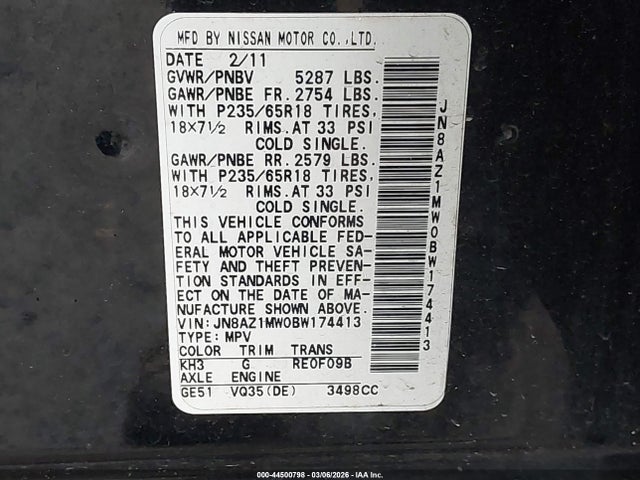 MFD BY NISSAN MOTOR CO.,LTD.
DATE 2/11
GVWR/PNBV 5287 LBS.
GAWR/PNBE FR. 2754 LBS.
WITH P235/65R18 TIRES,
18X7 1/2 RIMS. AT 33 PSI
COLD SINGLE.
GAWR/PNBE RR. 2579 LBS.
WITH P235/65R18 TIRES,
18X7 1/2 RIMS. AT 33 PSI
COLD SINGLE.
THIS VEHICLE CONFORMS
TO ALL APPLICABLE FED-
ERAL MOTOR VEHICLE SA-
FETY AND THEFT PREVEN-
TION STANDARDS IN EFF-
ECT ON THE DATE OF MA-
NUFACTURE SHOWN ABOVE.
VIN: JN8AZ1MW0BW174413
TYPE: MPV
COLOR TRIM TRANS
KH3 G RE0F09B
AXLE ENGINE
GE51 VQ35(DE) 3498CC
JN8AZ1MW0BW174413
000-44500798 - 03/06/2026 - IAA Inc.